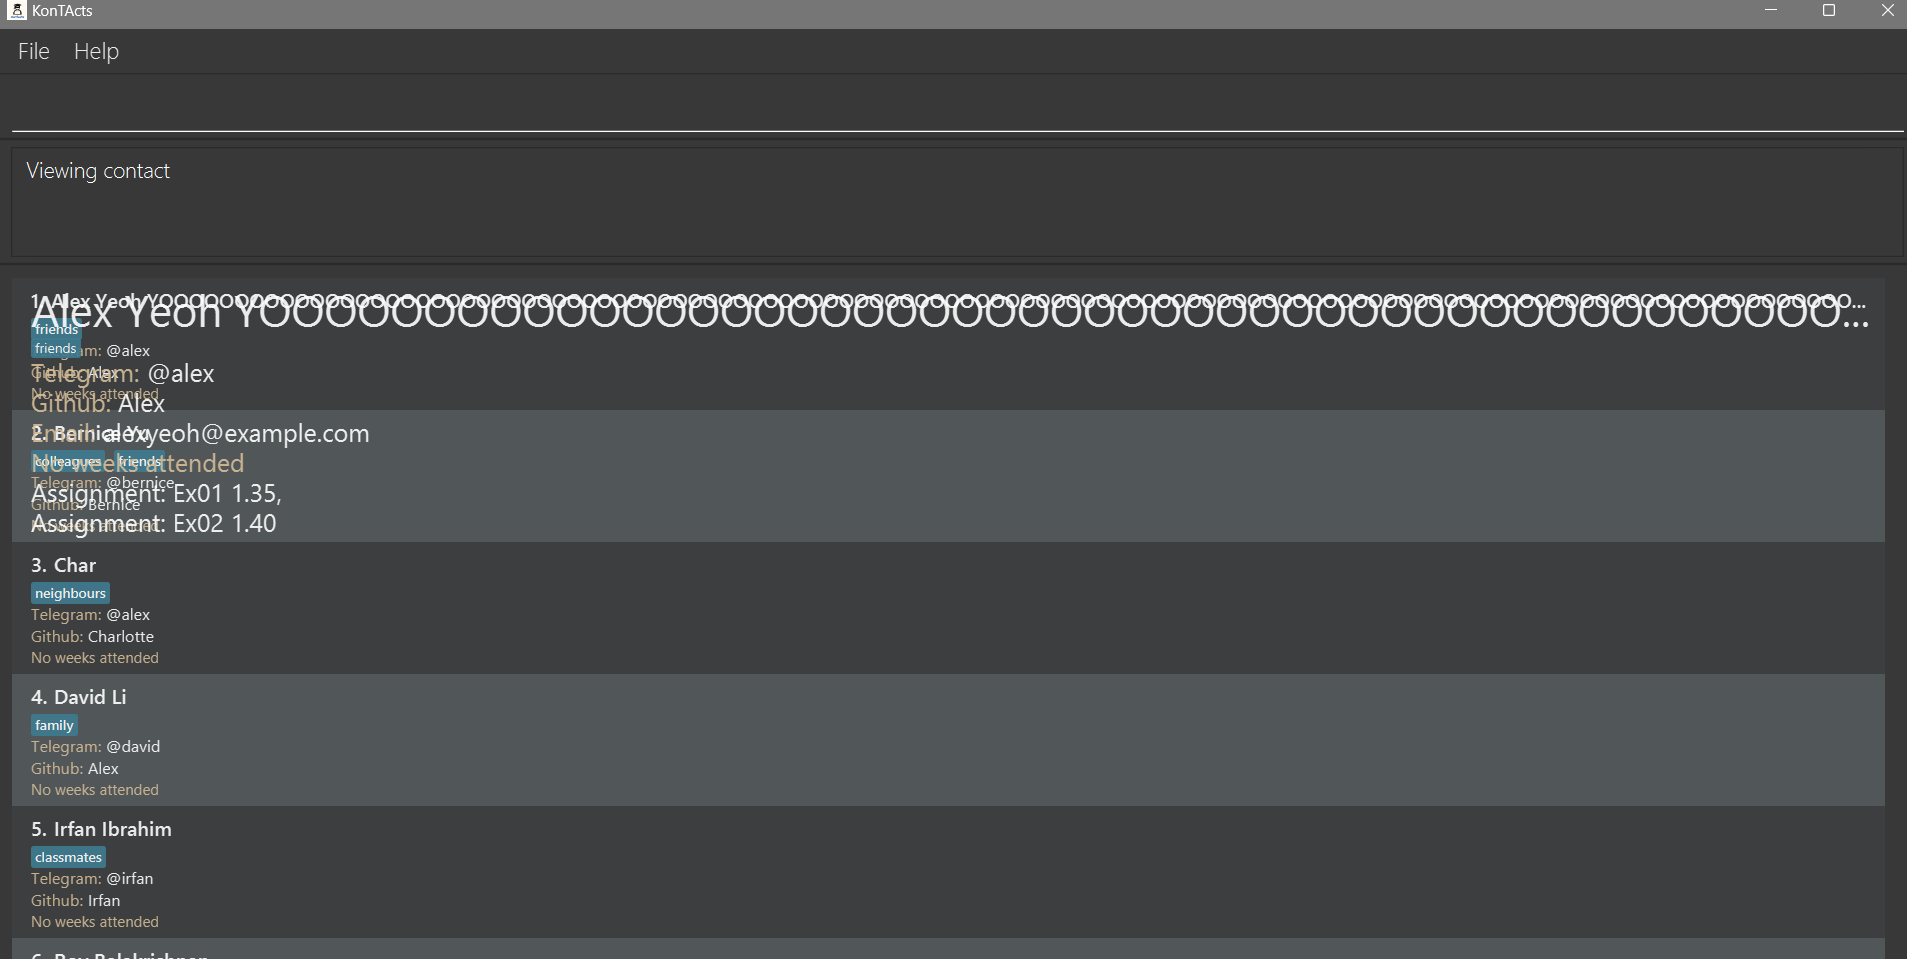 KonTActs
File Help
Viewing contact
1. Alex Yeoh
Alex Yeoh
friends
friends
Telegram: @alex
Telegram: @alex
Github: Alex
Github: Alex
No weeks attended
2. Bernice Yu
Email: alexyeoh@example.com
colleagues friends
No weeks attended
Telegram: @bernice
Assignment: Ex01 1.35,
Github: Bernice
No weeks attended
Assignment: Ex02 1.40
3. Char
neighbours
Telegram: @alex
Github: Charlotte
No weeks attended
4. David Li
family
Telegram: @david
Github: Alex
No weeks attended
5. Irfan Ibrahim
classmates
Telegram: @irfan
Github: Irfan
No weeks attended
6. Roy Balakrishnan